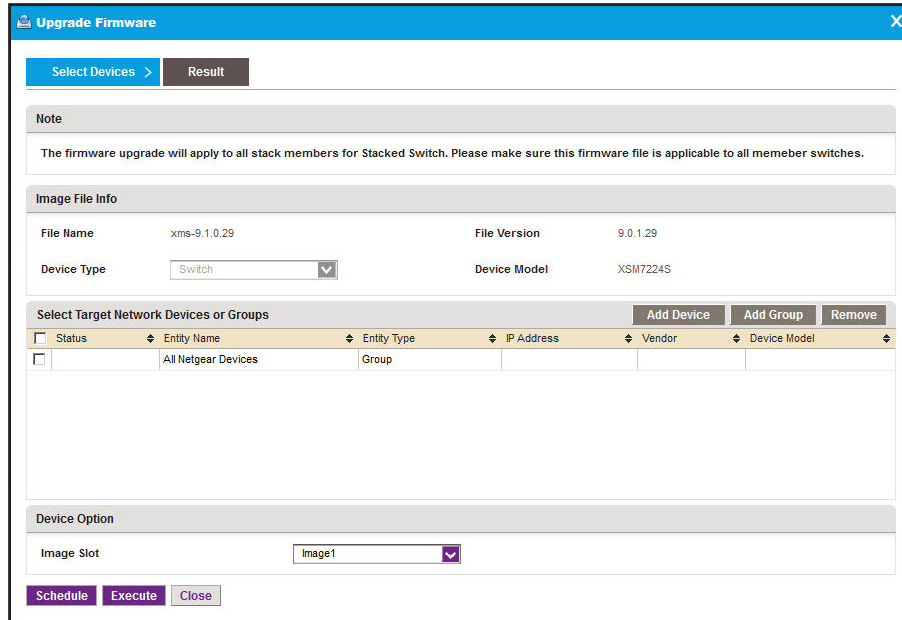 Upgrade Firmware X
Select Devices > Result
Note
The firmware upgrade will apply to all stack members for Stacked Switch. Please make sure this firmware file is applicable to all memeber switches.
Image File Info
File Name xms-9.1.0.29 File Version 9.0.1.29
Device Type Switch Device Model XSM7224S
Select Target Network Devices or Groups Add Device Add Group Remove
Status Entity Name Entity Type IP Address Vendor Device Model
All Netgear Devices Group
Device Option
Image Slot Image1
Schedule Execute Close